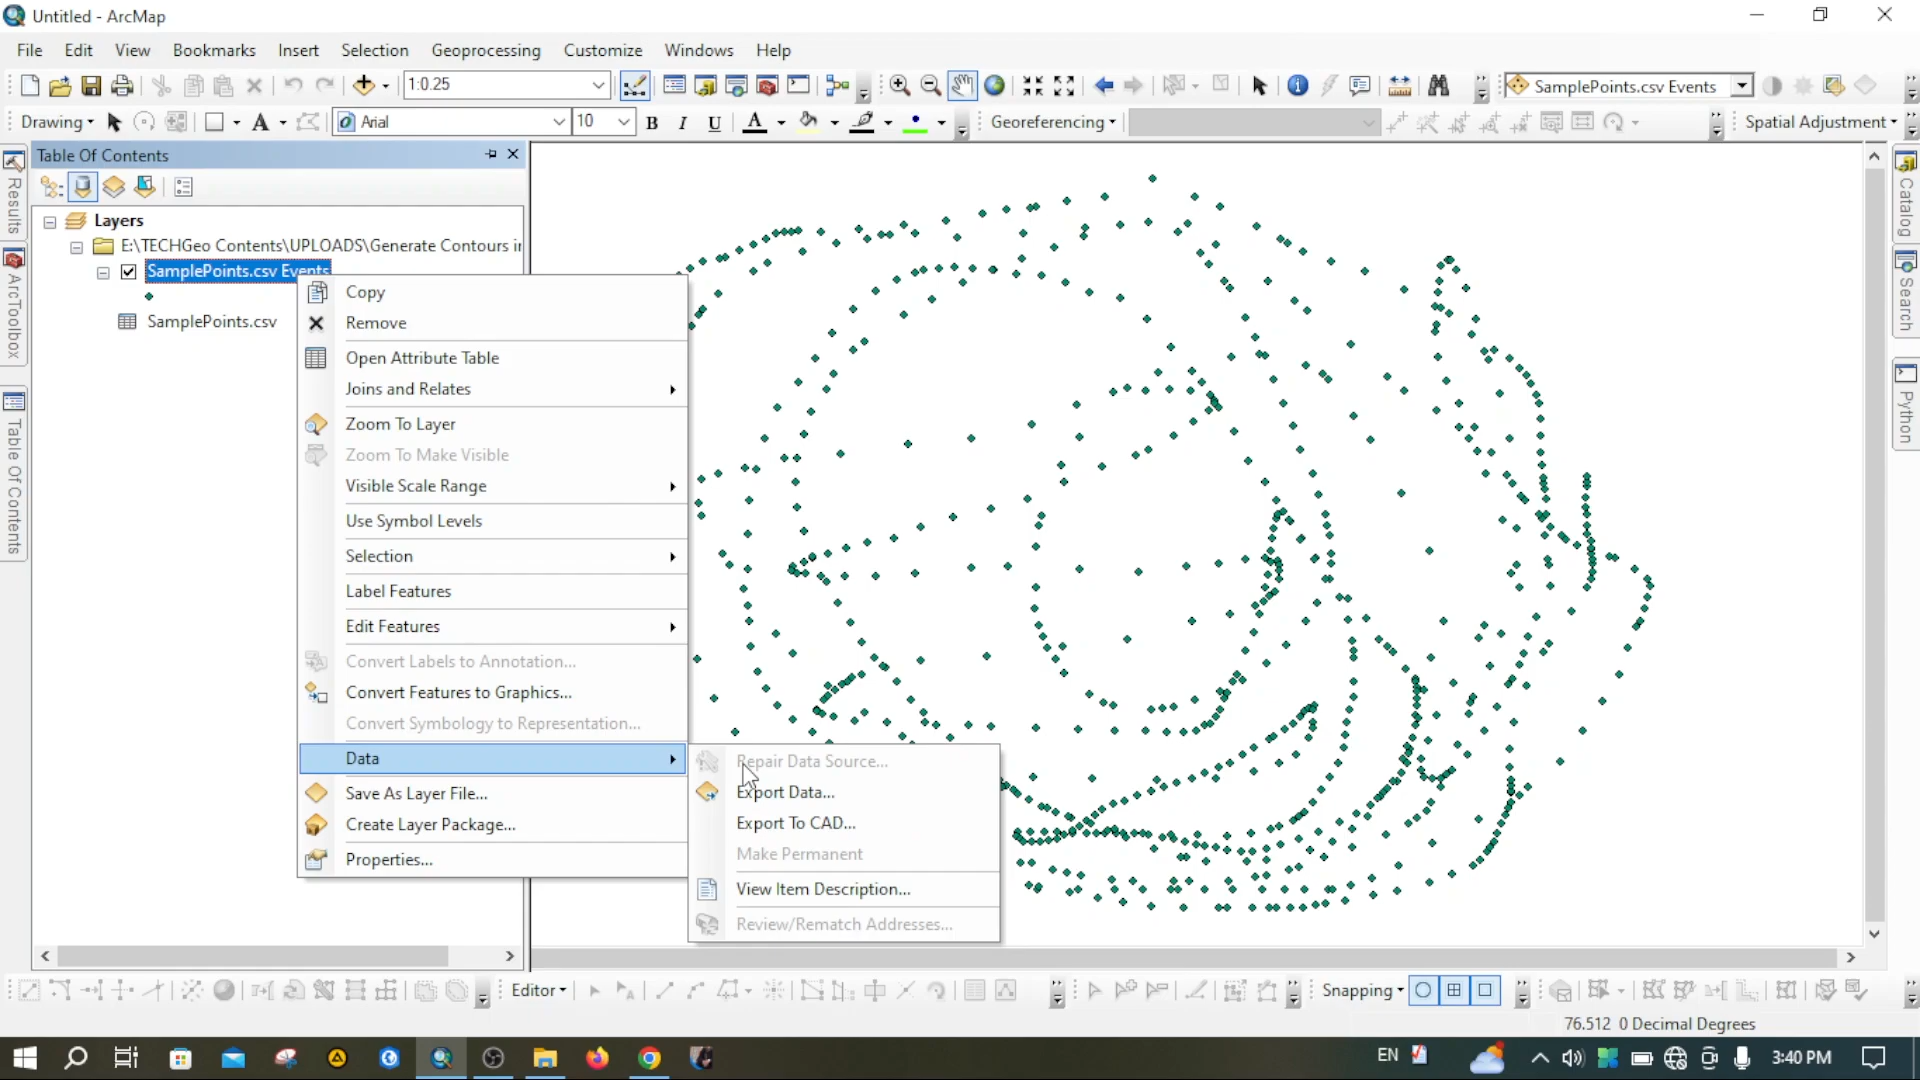 Untitled - ArcMap
File Edit View Bookmarks Insert Selection Geoprocessing Customize Windows Help
1:0.25
SamplePoints.csv Events
Drawing
Arial
10
B I U A
Georeferencing
Spatial Adjustment
Table Of Contents
Results
ArcToolbox
Table Of Contents
Layers
E:\TECHGeo Contents\UPLOADS\Generate Contours in
SamplePoints.csv Events
SamplePoints.csv
Copy
Remove
Open Attribute Table
Joins and Relates
Zoom To Layer
Zoom To Make Visible
Visible Scale Range
Use Symbol Levels
Selection
Label Features
Edit Features
Convert Labels to Annotation...
Convert Features to Graphics...
Convert Symbology to Representation...
Data
Save As Layer File...
Create Layer Package...
Properties...
Repair Data Source...
Export Data...
Export To CAD...
Make Permanent
View Item Description...
Review/Rematch Addresses...
Catalog
Search
Python
Editor
Snapping
76.512 0 Decimal Degrees
EN
3:40 PM